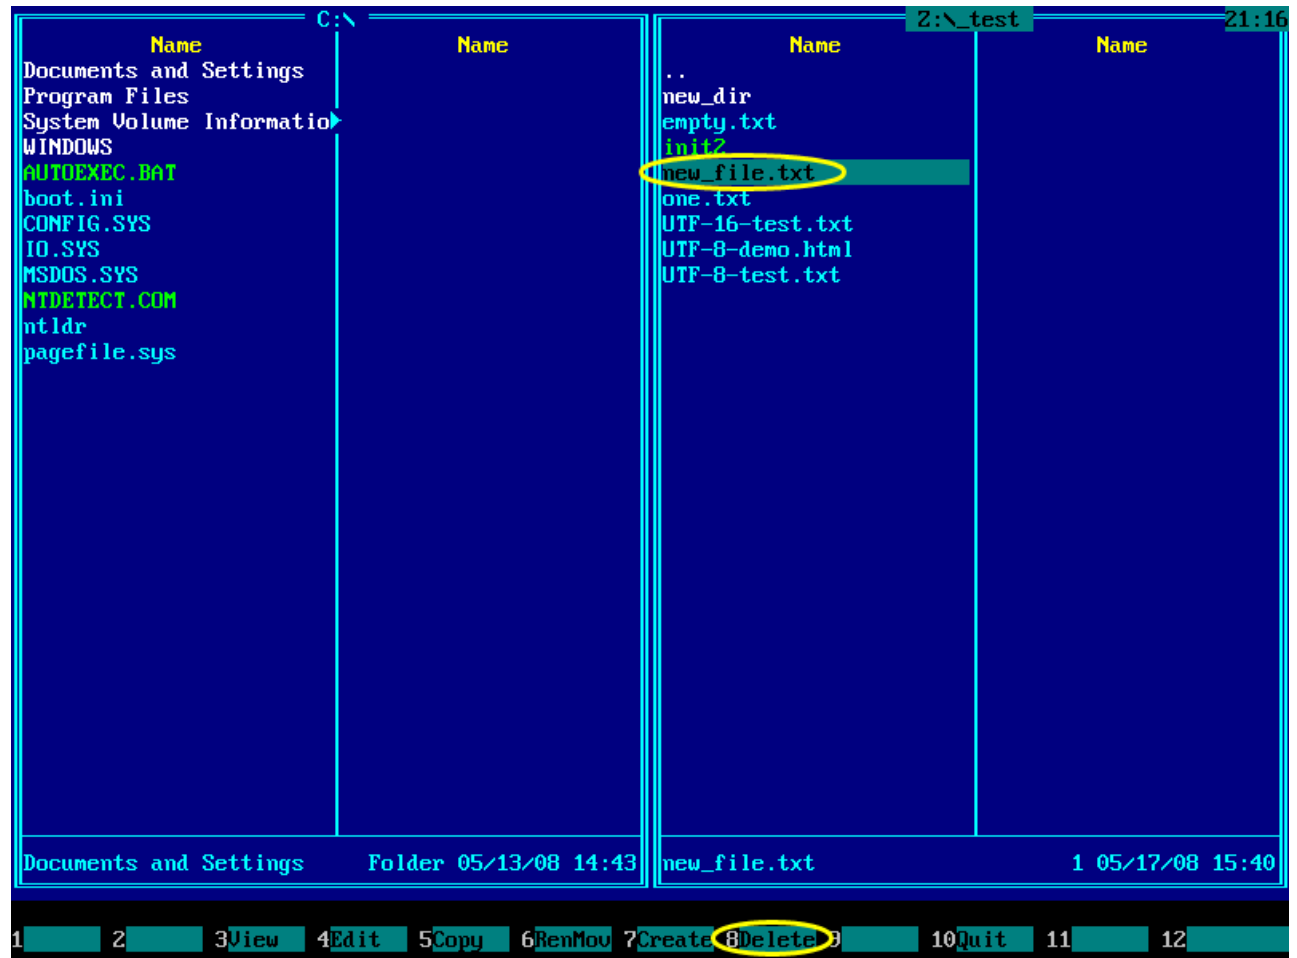 C:\
Name Name
Documents and Settings
Program Files
System Volume Informatio
WINDOWS
AUTOEXEC.BAT
boot.ini
CONFIG.SYS
IO.SYS
MSDOS.SYS
NTDETECT.COM
ntldr
pagefile.sys
Documents and Settings Folder 05/13/08 14:43
Z:\_test 21:16
Name Name
..
new_dir
empty.txt
init2
new_file.txt
one.txt
UTF-16-test.txt
UTF-8-demo.html
UTF-8-test.txt
new_file.txt 1 05/17/08 15:40
1 2 3View 4Edit 5Copy 6RenMov 7Create 8Delete 9 10Quit 11 12